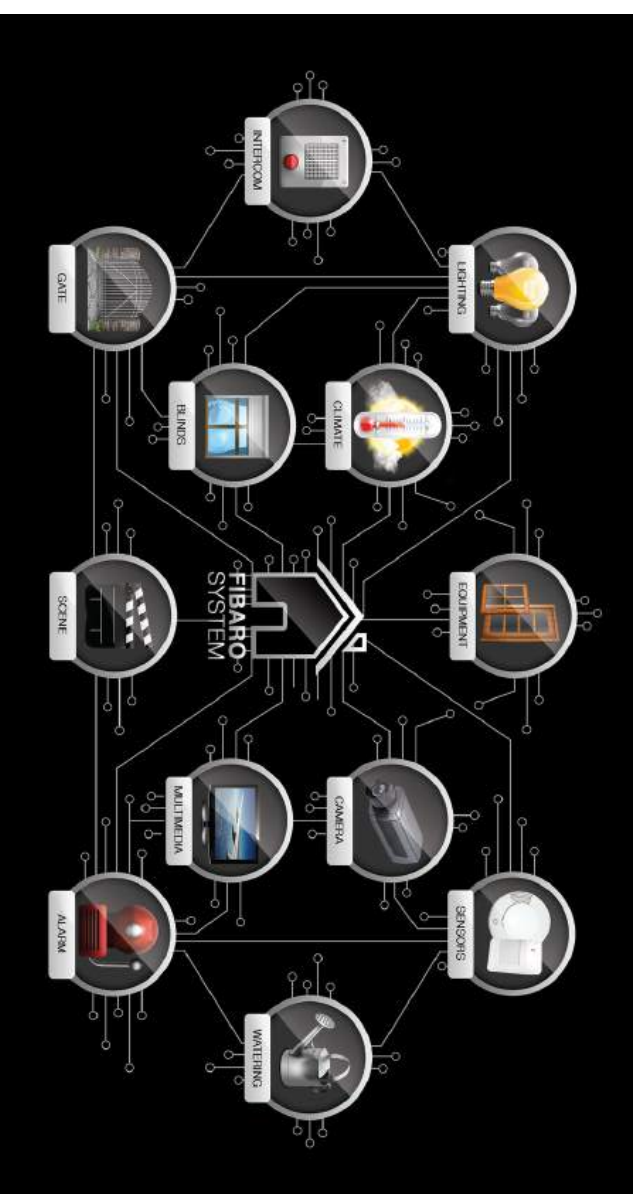 LIGHTING
EQUIPMENT
SENSORS
CLIMATE
CAMERA
INTERCOM
WATERING
FIBARO
SYSTEM
BLINDS
MULTIMEDIA
GATE
SCENE
ALARM